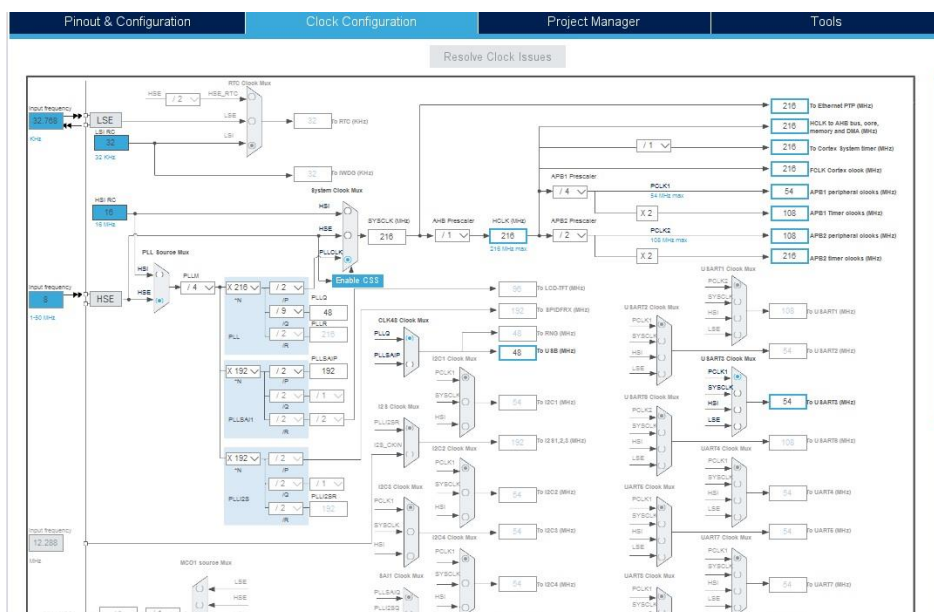 Pinout & Configuration
Clock Configuration
Project Manager
Tools
Resolve Clock Issues
RTC Clock Mux
HSE
/ 2
HSE_RTC
Input frequency
32.768
KHz
LSE
LSE
LSI RC
32
32 KHz
LSI
32
To RTC (KHz)
32
To IWDG (KHz)
216
To Ethernet PTP (MHz)
216
HCLK to AHB bus, core,
memory and DMA (MHz)
/ 1
216
To Cortex System timer (MHz)
216
FCLK Cortex clock (MHz)
System Clock Mux
HSI RC
16
16 MHz
HSI
HSE
PLLCLK
SYSCLK (MHz)
216
AHB Prescaler
/ 1
HCLK (MHz)
216
216 MHz max
APB1 Prescaler
/ 4
PCLK1
54 MHz max
54
APB1 peripheral clocks (MHz)
X 2
108
APB1 Timer clocks (MHz)
APB2 Prescaler
/ 2
PCLK2
108 MHz max
108
APB2 peripheral clocks (MHz)
X 2
216
APB2 timer clocks (MHz)
Enable CSS
PLL Source Mux
HSI
HSE
Input frequency
8
1-50 MHz
HSE
PLLM
/ 4
X 216
*N
/ 2
/P
PLLQ
/ 9
48
/Q
PLLR
/ 2
216
/R
PLL
PLLSAIP
X 192
*N
/ 2
192
/P
/ 2
/ 1
/Q
/ 2
/ 2
/R
PLLSAI1
X 192
*N
/ 2
/P
/ 2
/ 1
/Q
PLLI2SR
/ 2
192
/R
PLLI2S
96
To LCD-TFT (MHz)
192
To SPDIFRX (MHz)
CLK48 Clock Mux
PLLQ
PLLSAIP
48
To RNG (MHz)
48
To USB (MHz)
I2C1 Clock Mux
PCLK1
SYSCLK
HSI
54
To I2C1 (MHz)
I2S Clock Mux
PLLI2SR
I2S_CKIN
192
To I2S1,2,3 (MHz)
I2C2 Clock Mux
PCLK1
SYSCLK
HSI
54
To I2C2 (MHz)
I2C3 Clock Mux
PCLK1
SYSCLK
HSI
54
To I2C3 (MHz)
I2C4 Clock Mux
PCLK1
SYSCLK
HSI
54
To I2C4 (MHz)
SAI1 Clock Mux
PLLSAIQ
PLLI2SQ
USART1 Clock Mux
PCLK2
SYSCLK
HSI
LSE
108
To USART1 (MHz)
USART2 Clock Mux
PCLK1
SYSCLK
HSI
LSE
54
To USART2 (MHz)
USART3 Clock Mux
PCLK1
SYSCLK
HSI
LSE
54
To USART3 (MHz)
USART6 Clock Mux
PCLK2
SYSCLK
HSI
LSE
108
To USART6 (MHz)
UART4 Clock Mux
PCLK1
SYSCLK
HSI
LSE
54
To UART4 (MHz)
PCLK1
SYSCLK
HSI
LSE
54
UART7 Clock Mux
PCLK1
SYSCLK
HSI
LSE
54
To UART7 (MHz)
PCLK1
SYSCLK
Input frequency
12.288
MHz
MCO1 source Mux
LSE
HSE